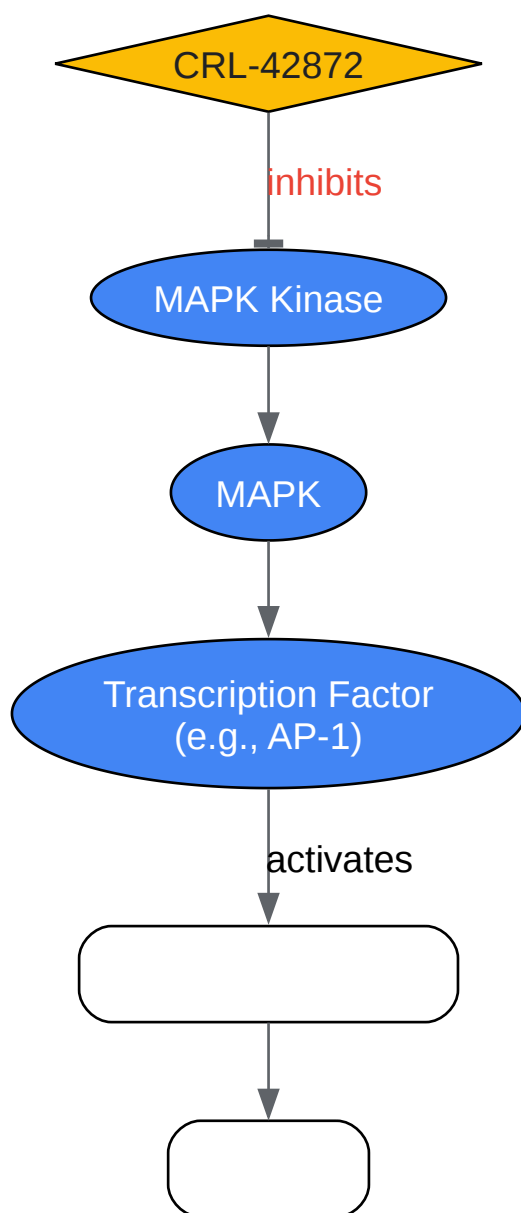 CRL-42872
inhibits
MAPK Kinase
MAPK
Transcription Factor
(e.g., AP-1)
activates